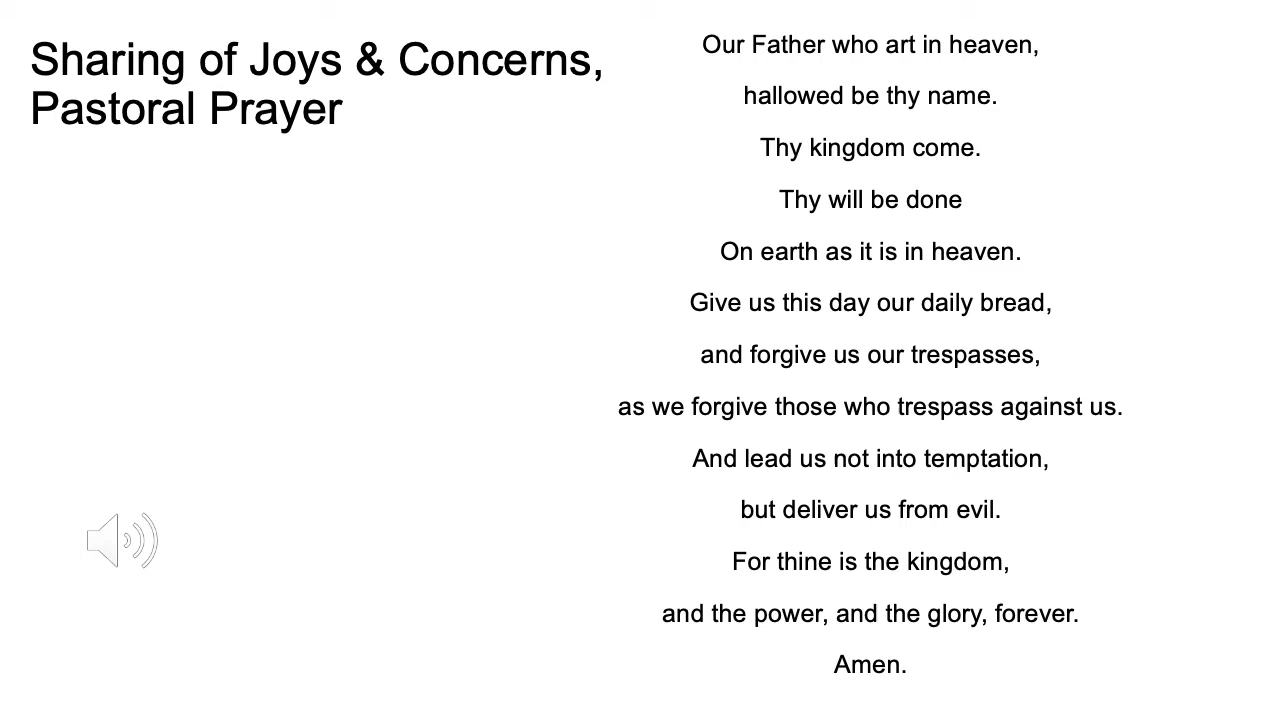 Sharing of Joys & Concerns,
Pastoral Prayer
Our Father who art in heaven,
hallowed be thy name.
Thy kingdom come.
Thy will be done
On earth as it is in heaven.
Give us this day our daily bread,
and forgive us our trespasses,
as we forgive those who trespass against us.
And lead us not into temptation,
but deliver us from evil.
For thine is the kingdom,
and the power, and the glory, forever.
Amen.